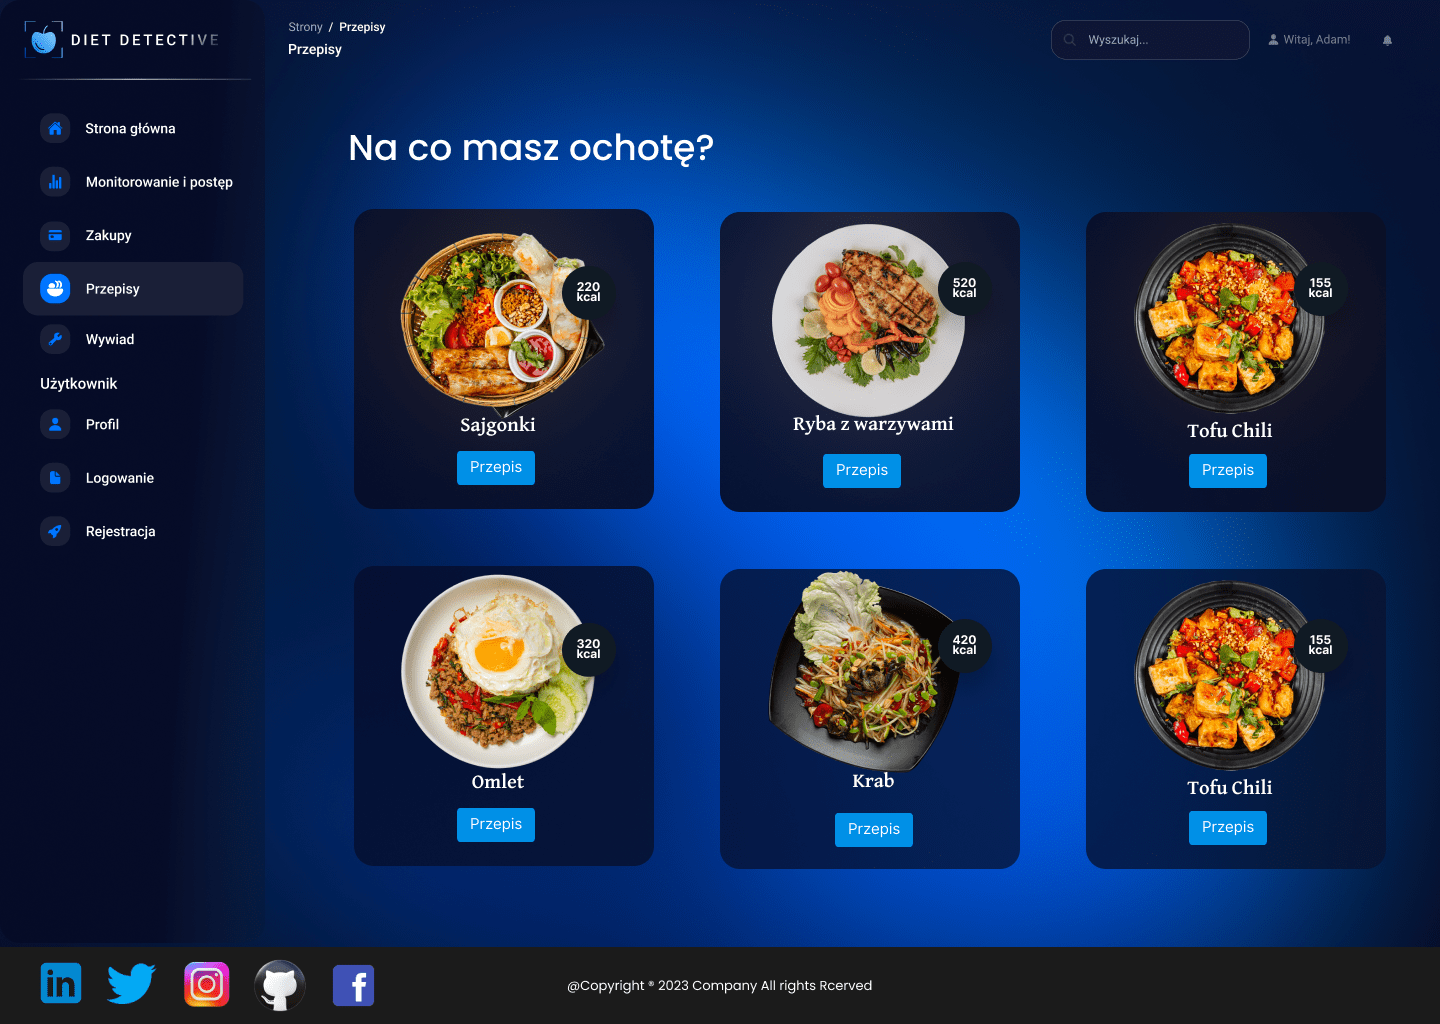 DIET DETECTIVE
Strony / Przepisy
Przepisy
Wyszukaj...
Witaj, Adam!
Strona główna
Monitorowanie i postęp
Zakupy
Przepisy
Wywiad
Użytkownik
Profil
Logowanie
Rejestracja
Na co masz ochotę?
220
kcal
Sajgonki
Przepis
520
kcal
Ryba z warzywami
Przepis
155
kcal
Tofu Chili
Przepis
320
kcal
Omlet
Przepis
420
kcal
Krab
Przepis
155
kcal
Tofu Chili
Przepis
in
f
@Copyright ® 2023 Company All rights Rcerved